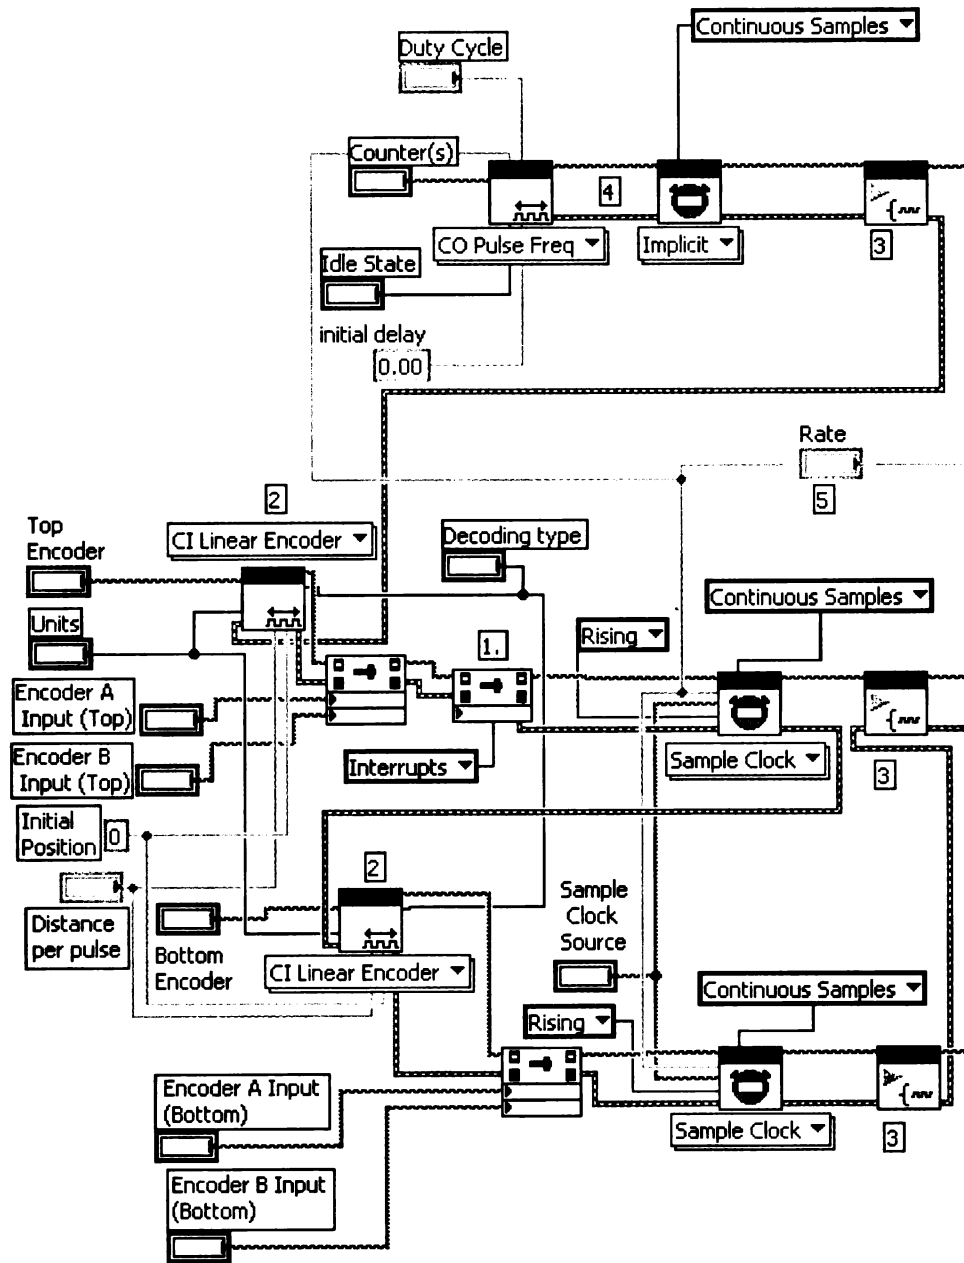 Continuous Samples
Duty Cycle
Counter(s)
4
3
CO Pulse Freq
Implicit
Idle State
initial delay
0.00
Rate
5
2
Top
Encoder
CI Linear Encoder
Decoding type
Continuous Samples
Units
Rising
1.
Encoder A
Input (Top)
Encoder B
Input (Top)
Interrupts
Sample Clock
3
Initial
Position
0
2
Distance
per pulse
Bottom
Encoder
CI Linear Encoder
Sample
Clock
Source
Continuous Samples
Rising
Encoder A Input
(Bottom)
Sample Clock
3
Encoder B Input
(Bottom)